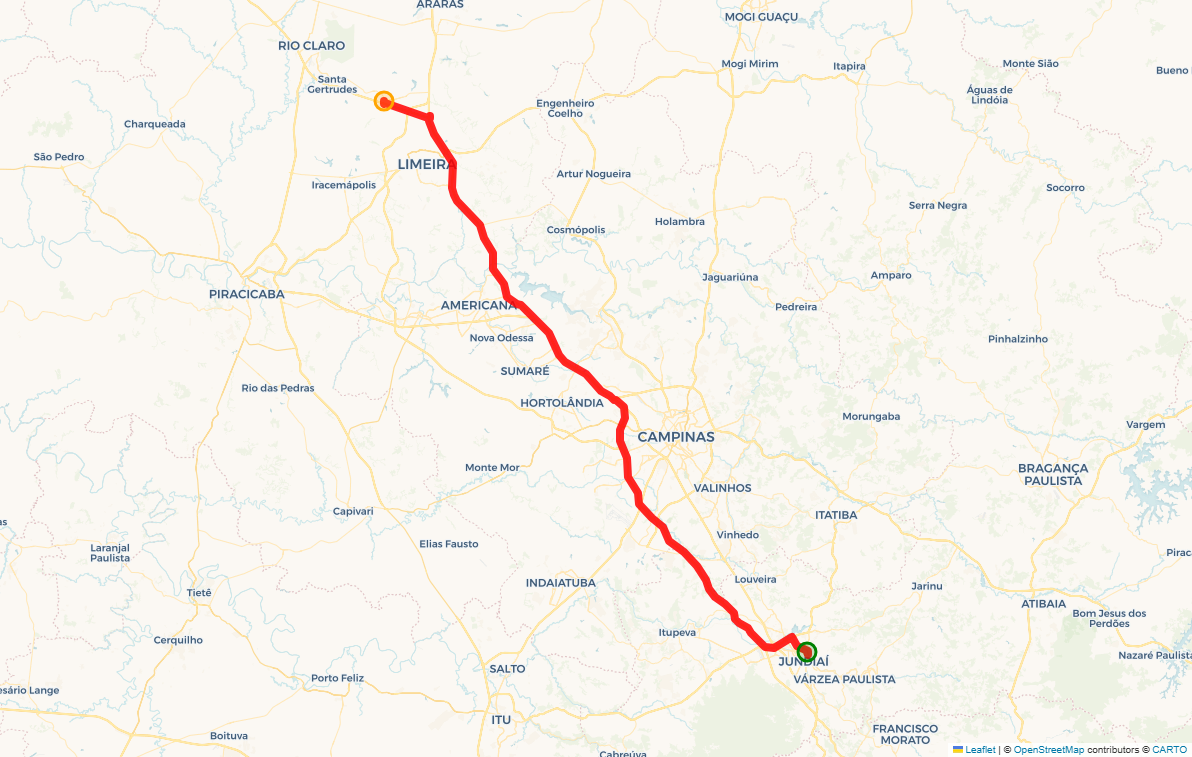 ARARAS
MOGI GUAÇU
RIO CLARO
Mogi Mirim
Itapira
Monte Sião
Bueno
Santa
Gertrudes
Águas de
Lindóia
Engenheiro
Coelho
Charqueada
São Pedro
LIMEIRA
Artur Nogueira
Iracemápolis
Socorro
Serra Negra
Holambra
Cosmópolis
Jaguariúna
Amparo
PIRACICABA
AMERICANA
Pedreira
Nova Odessa
Pinhalzinho
SUMARÉ
Rio das Pedras
HORTOLÂNDIA
Morungaba
Vargem
CAMPINAS
Monte Mor
BRAGANÇA
PAULISTA
VALINHOS
Capivari
ITATIBA
as
Vinhedo
Elias Fausto
Laranjal
Paulista
Pirac
Louveira
INDAIATUBA
Jarinu
Tietê
ATIBAIA
Bom Jesus dos
Perdões
Itupeva
Cerquilho
Nazaré Paulista
JUNDIAÍ
SALTO
Porto Feliz
VÁRZEA PAULISTA
esário Lange
ITU
Boituva
FRANCISCO
MORATO
Cabreúva
Leaflet | © OpenStreetMap contributors © CARTO